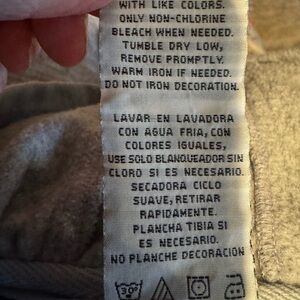 WITH LIKE COLORS.
ONLY NON-CHLORINE
BLEACH WHEN NEEDED.
TUMBLE DRY LOW,
REMOVE PROMPTLY.
WARM IRON IF NEEDED.
DO NOT IRON DECORATION.
LAVAR EN LAVADORA
CON AGUA FRIA, CON
COLORES IGUALES,
USE SOLO BLANQUEADOR SIN
CLORO SI ES NECESARIO.
SECADORA CICLO
SUAVE, RETIRAR
RAPIDAMENTE.
PLANCHA TIBIA SI
ES NECESARIO.
NO PLANCHE DECORACION
30°